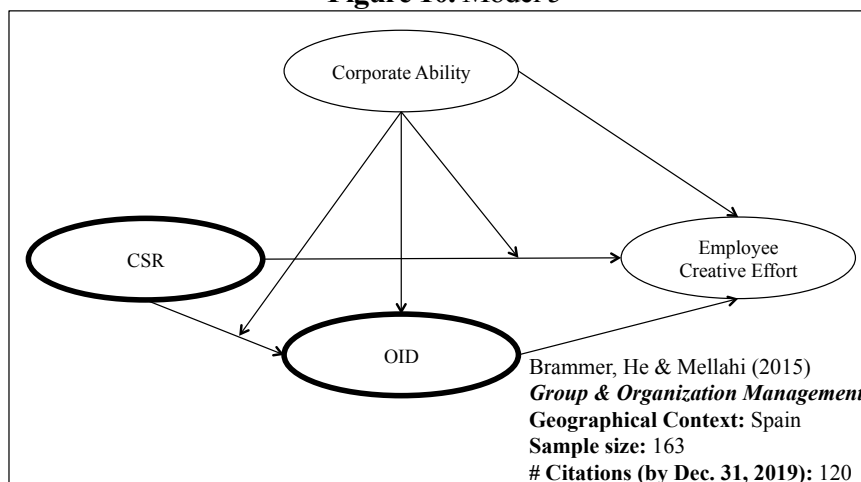 Figure Model
Corporate Ability
CSR
Employee
Creative Effort
OID
Brammer, He & Mellahi (2015)
Group & Organization Management
Geographical Context: Spain
Sample size: 163
# Citations (by Dec. 31, 2019): 120